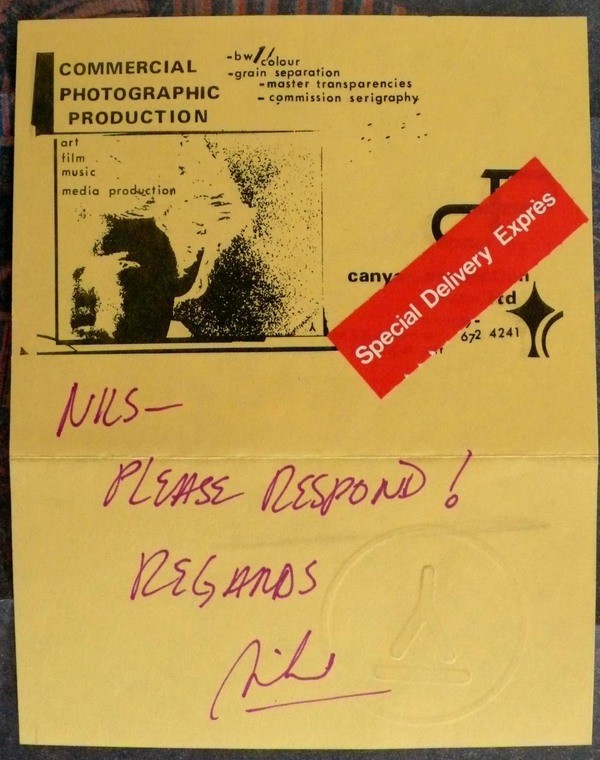 COMMERCIAL
PHOTOGRAPHIC
PRODUCTION
-bw/colour
-grain separation
-master transparencies
- commission serigraphy
art
film
music
media production
Special Delivery Exprès
672 4241
NILS—
PLEASE RESPOND!
REGARDS